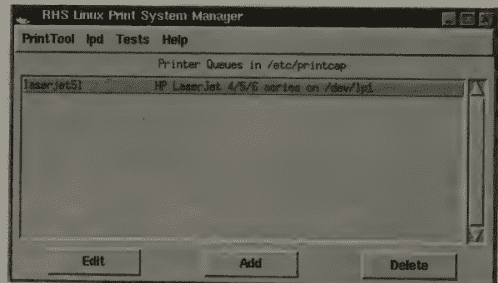 RHS Linux Print System Manager
PrintTool lpd Tests Help
Printer Queues in /etc/printcap
laserjet5l HP LaserJet 4/5/6 series on /dev/lp1
Edit Add Delete